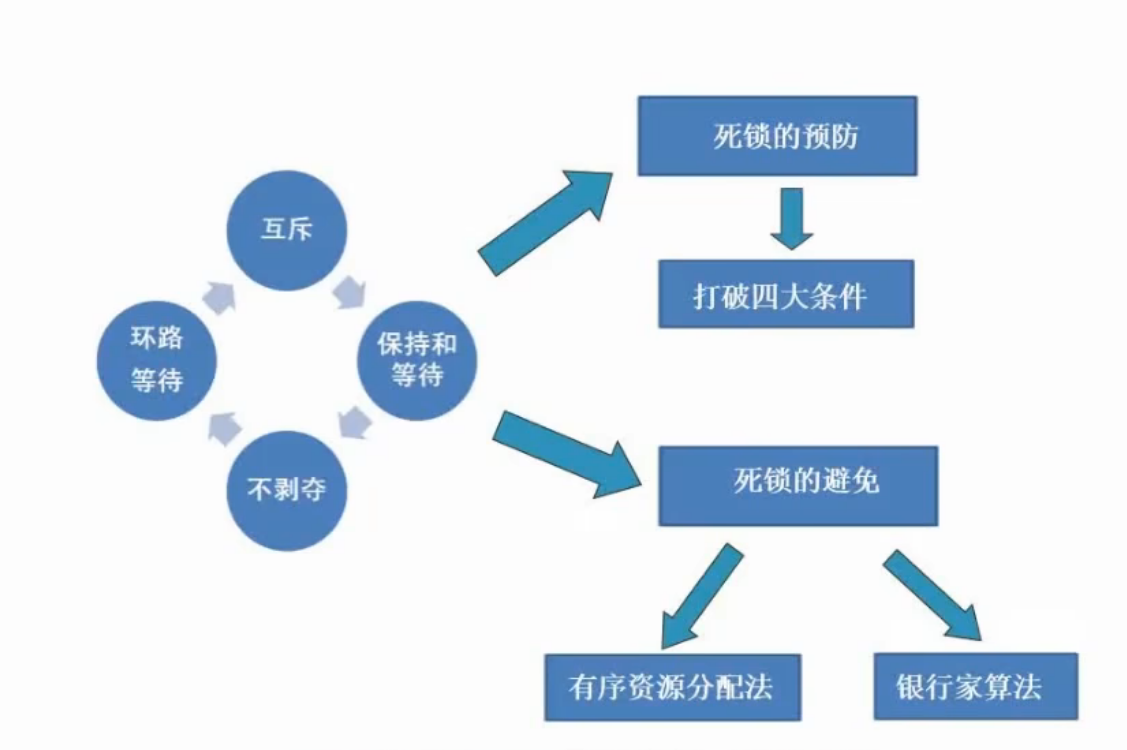 互斥
保持和
等待
不剥夺
环路
等待
死锁的预防
打破四大条件
死锁的避免
有序资源分配法
银行家算法